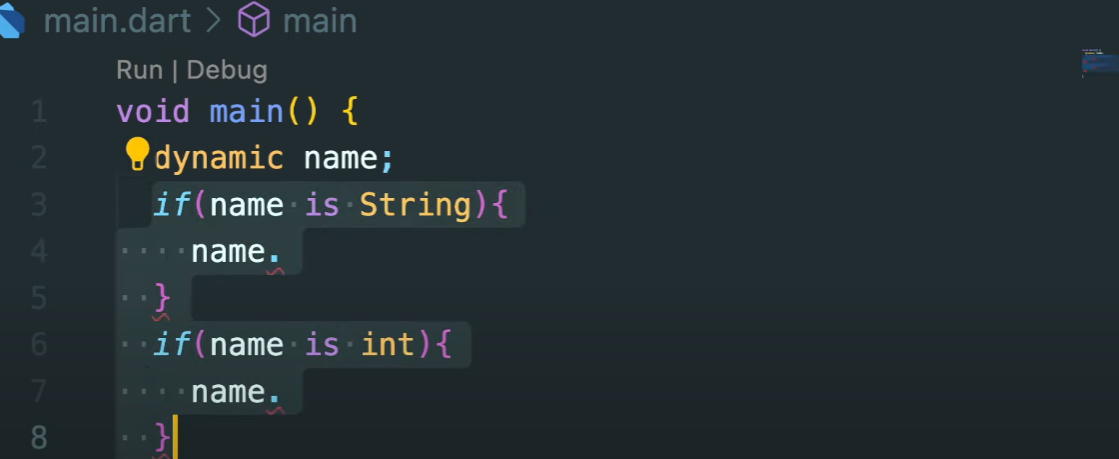 main.dart > main
Run | Debug
1 void main() {
2 dynamic name;
3 if(name is String){
4 name.
5 }
6 if(name is int){
7 name.
8 }